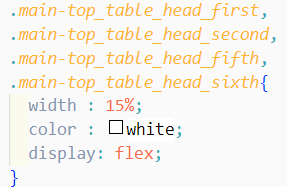 .main-top_table_head_first,
.main-top_table_head_second,
.main-top_table_head_fifth,
.main-top_table_head_sixth{
width : 15%;
color : white;
display: flex;
}